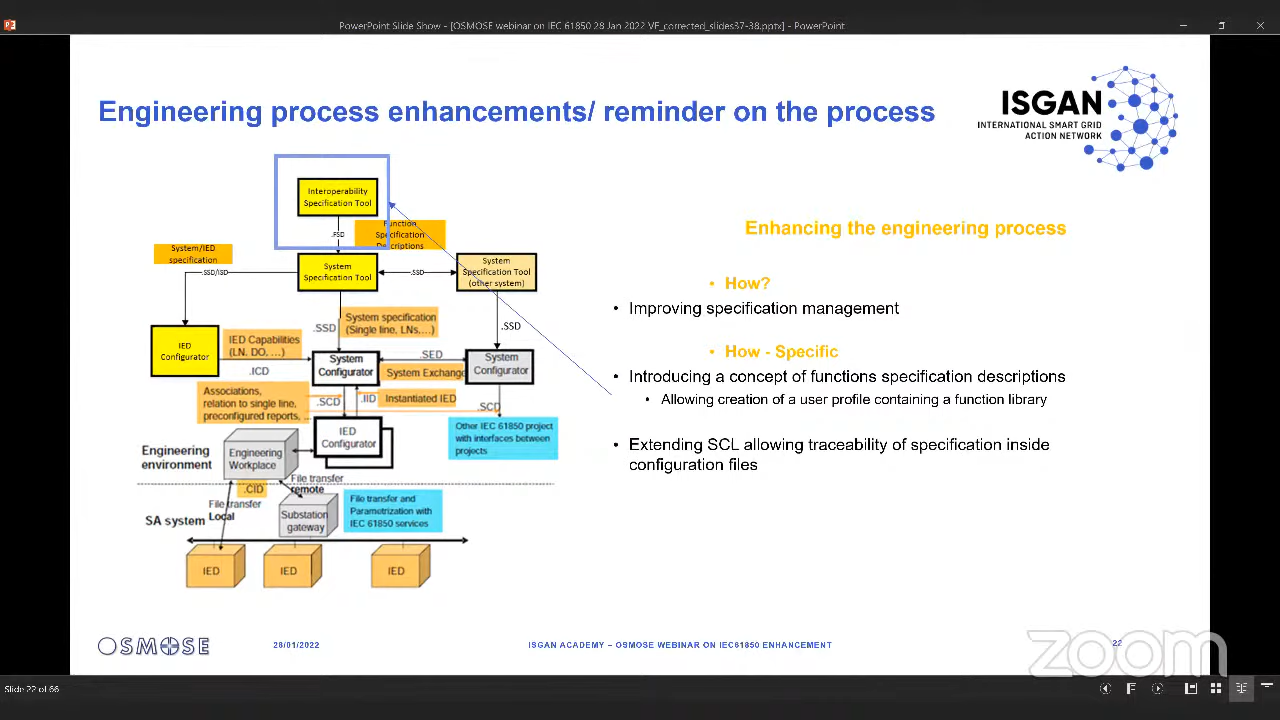 PowerPoint Slide Show - [OSMOSE webinar on IEC 61850 28 Jan 2022 VF_corrected_slides37-38.pptx] - PowerPoint
Engineering process enhancements/ reminder on the process
ISGAN
INTERNATIONAL SMART GRID
ACTION NETWORK
Interoperability
Specification Tool
.FSD
Function
Specification
Descriptions
System/IED
specification
.SSD/ISD
System
Specification Tool
.SSD
System
Specification Tool
(other system)
.SSD
System specification
(Single line, LNs,...)
.SSD
IED
Configurator
IED Capabilities
(LN, DO, ...)
.ICD
System
Configurator
.SED
System Exchange
System
Configurator
Associations,
relation to single line,
preconfigured reports, ...
.SCD
.IID
Instantiated IED
.SCD
IED
Configurator
Other IEC 61850 project
with interfaces between
projects
Engineering
environment
Engineering
Workplace
File transfer
remote
.CID
File transfer
Local
SA system
Substation
gateway
File transfer and
Parametrization with
IEC 61850 services
IED
IED
IED
Enhancing the engineering process
• How?
• Improving specification management
• How - Specific
• Introducing a concept of functions specification descriptions
• Allowing creation of a user profile containing a function library
• Extending SCL allowing traceability of specification inside
configuration files
OSMOSE
28/01/2022
ISGAN ACADEMY – OSMOSE WEBINAR ON IEC61850 ENHANCEMENT
22
zoom
Slide 22 of 66